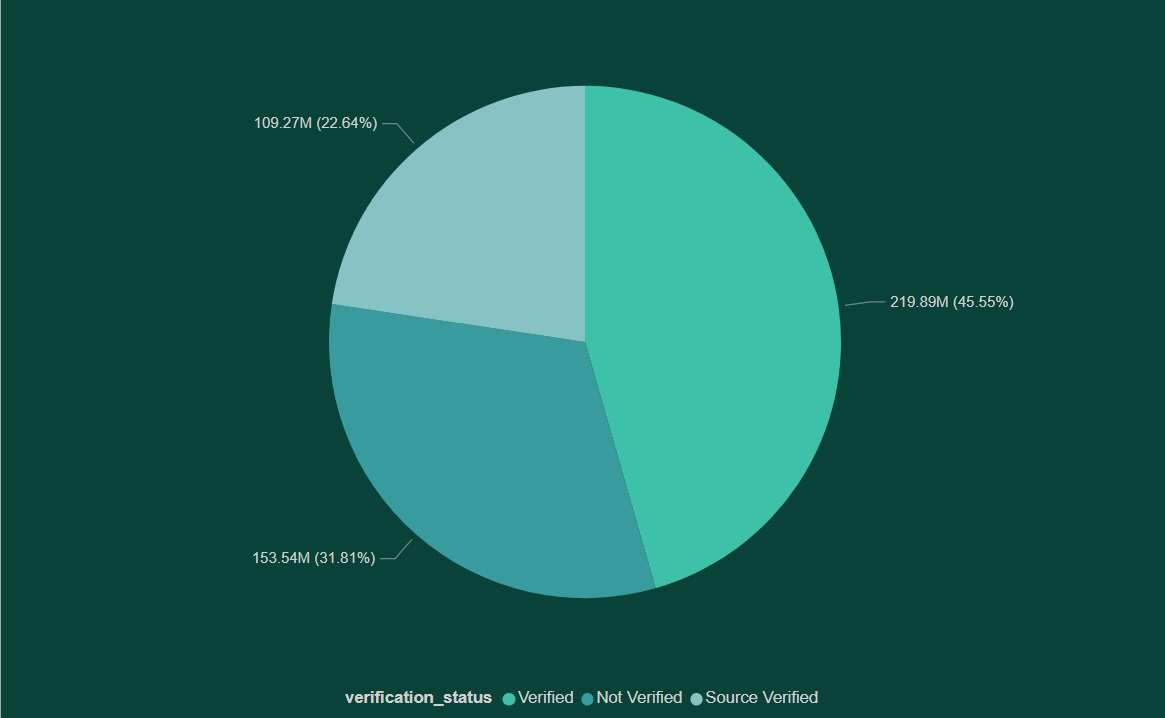 109.27M (22.64%)
219.89M (45.55%)
153.54M (31.81%)
verification_status Verified Not Verified Source Verified